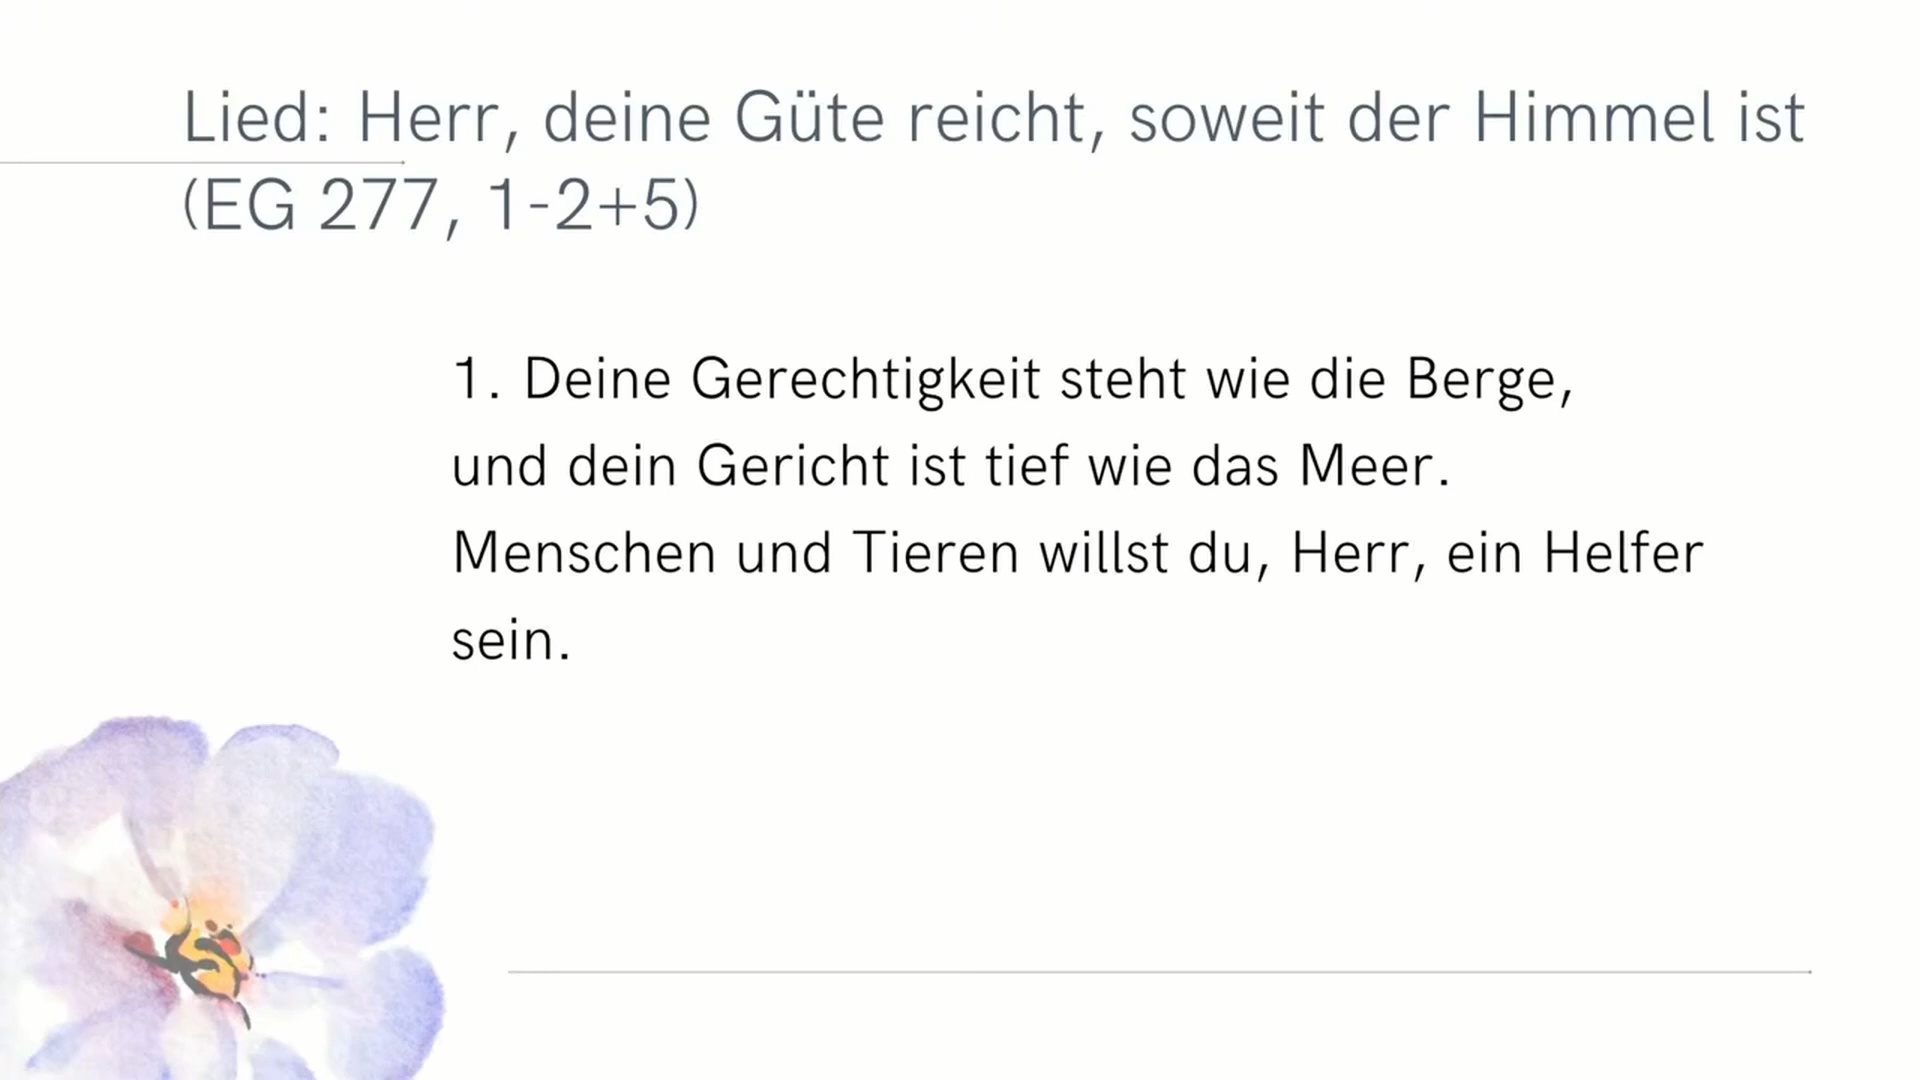 Lied: Herr, deine Güte reicht, soweit der Himmel ist
(EG 277, 1-2+5)
1. Deine Gerechtigkeit steht wie die Berge,
und dein Gericht ist tief wie das Meer.
Menschen und Tieren willst du, Herr, ein Helfer
sein.